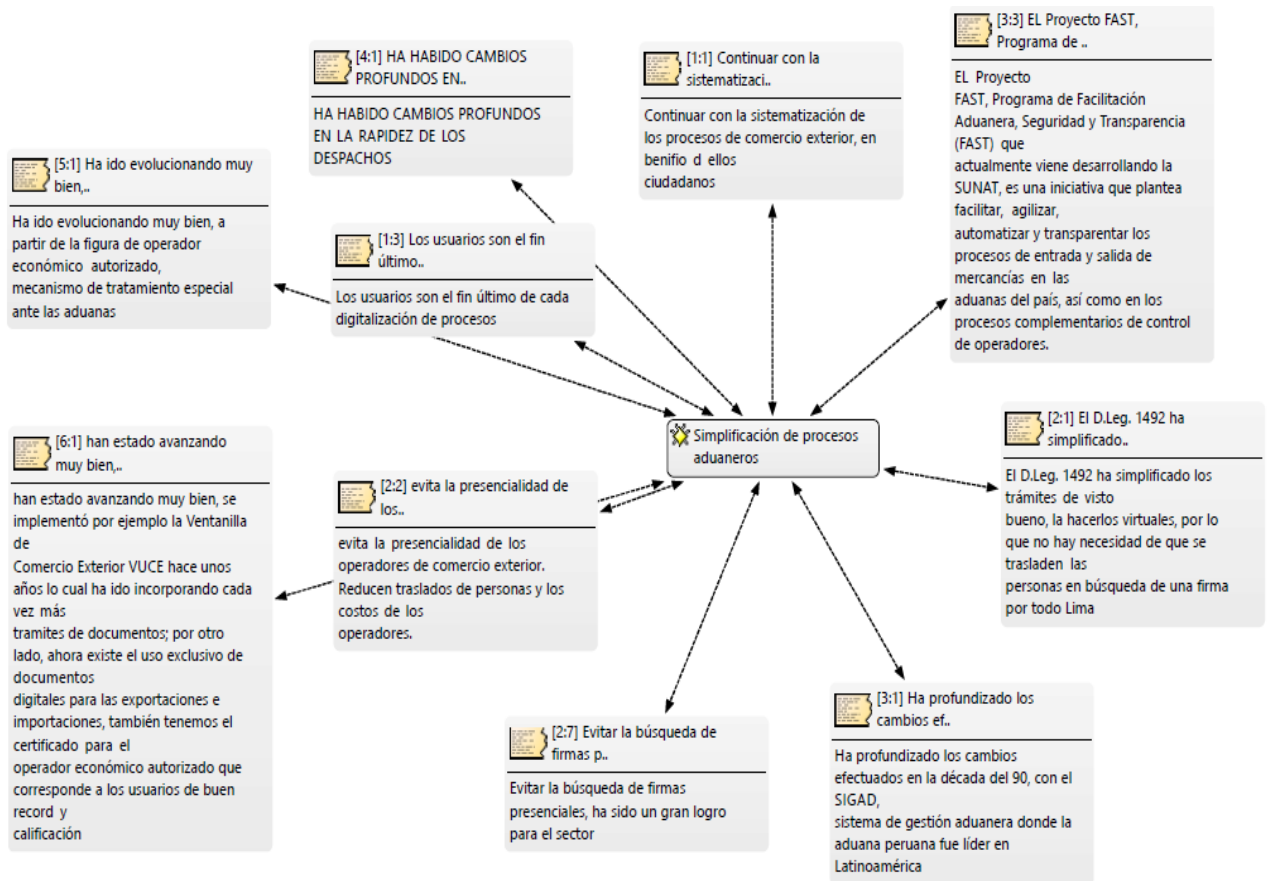 [4:1] HA HABIDO CAMBIOS
PROFUNDOS EN..
HA HABIDO CAMBIOS PROFUNDOS
EN LA RAPIDEZ DE LOS
DESPACHOS
[1:1] Continuar con la
sistematizaci..
Continuar con la sistematización de
los procesos de comercio exterior, en
benifio d ellos
ciudadanos
[3:3] EL Proyecto FAST,
Programa de ..
EL Proyecto
FAST, Programa de Facilitación
Aduanera, Seguridad y Transparencia
(FAST) que
actualmente viene desarrollando la
SUNAT, es una iniciativa que plantea
facilitar, agilizar,
automatizar y transparentar los
procesos de entrada y salida de
mercancías en las
aduanas del país, así como en los
procesos complementarios de control
de operadores.
[5:1] Ha ido evolucionando muy
bien,..
Ha ido evolucionando muy bien, a
partir de la figura de operador
económico autorizado,
mecanismo de tratamiento especial
ante las aduanas
[1:3] Los usuarios son el fin
último..
Los usuarios son el fin último de cada
digitalización de procesos
Simplificación de procesos
aduaneros
[2:1] El D.Leg. 1492 ha
simplificado..
El D.Leg. 1492 ha simplificado los
trámites de visto
bueno, la hacerlos virtuales, por lo
que no hay necesidad de que se
trasladen las
personas en búsqueda de una firma
por todo Lima
[6:1] han estado avanzando
muy bien,..
han estado avanzando muy bien, se
implementó por ejemplo la Ventanilla
de
Comercio Exterior VUCE hace unos
años lo cual ha ido incorporando cada
vez más
tramites de documentos; por otro
lado, ahora existe el uso exclusivo de
documentos
digitales para las exportaciones e
importaciones, también tenemos el
certificado para el
operador económico autorizado que
corresponde a los usuarios de buen
record y
calificación
[2:2] evita la presencialidad de
los..
evita la presencialidad de los
operadores de comercio exterior.
Reducen traslados de personas y los
costos de los
operadores.
[2:7] Evitar la búsqueda de
firmas p..
Evitar la búsqueda de firmas
presenciales, ha sido un gran logro
para el sector
[3:1] Ha profundizado los
cambios ef..
Ha profundizado los cambios
efectuados en la década del 90, con el
SIGAD,
sistema de gestión aduanera donde la
aduana peruana fue líder en
Latinoamérica